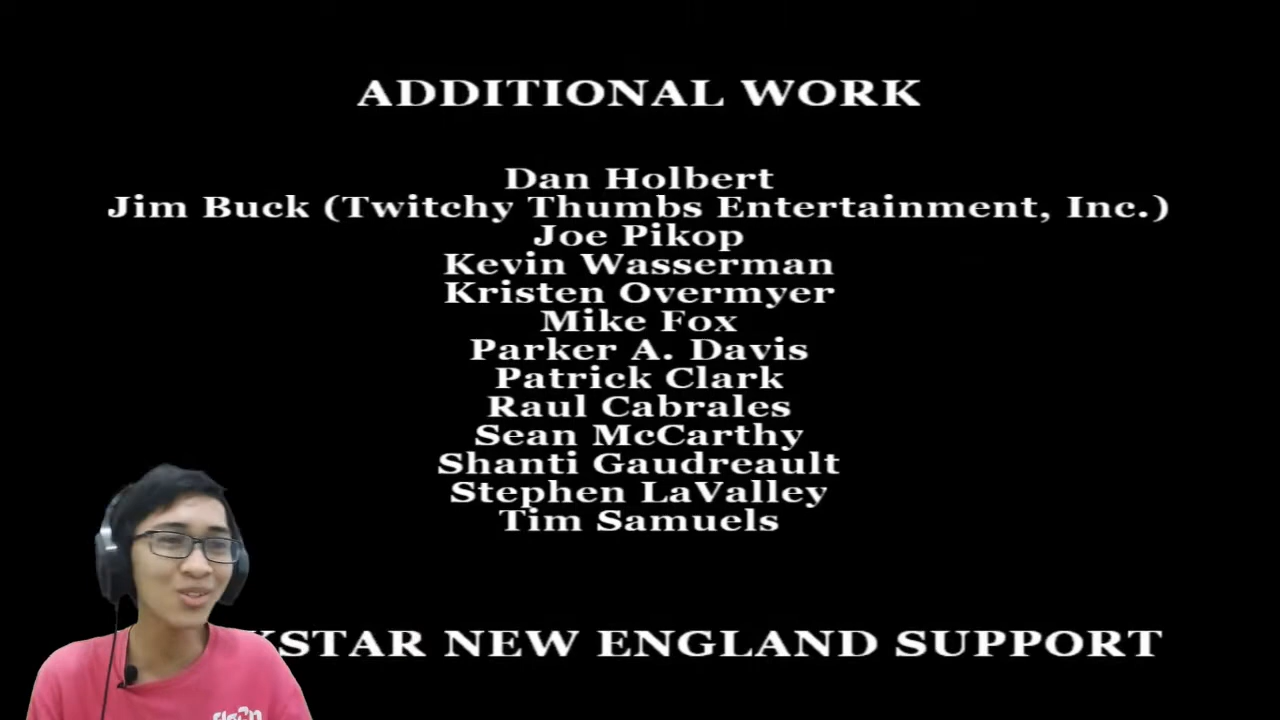 ADDITIONAL WORK
Dan Holbert
Jim Buck (Twitchy Thumbs Entertainment, Inc.)
Joe Pikop
Kevin Wasserman
Kristen Overmyer
Mike Fox
Parker A. Davis
Patrick Clark
Raul Cabrales
Sean McCarthy
Shanti Gaudreault
Stephen LaValley
Tim Samuels
KSTAR NEW ENGLAND SUPPORT